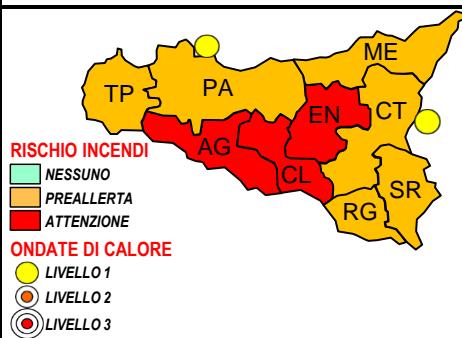 ME
TP
PA
EN
CT
AG
CL
SR
RG
RISCHIO INCENDI
NESSUNO
PREALLERTA
ATTENZIONE
ONDATE DI CALORE
LIVELLO 1
LIVELLO 2
LIVELLO 3